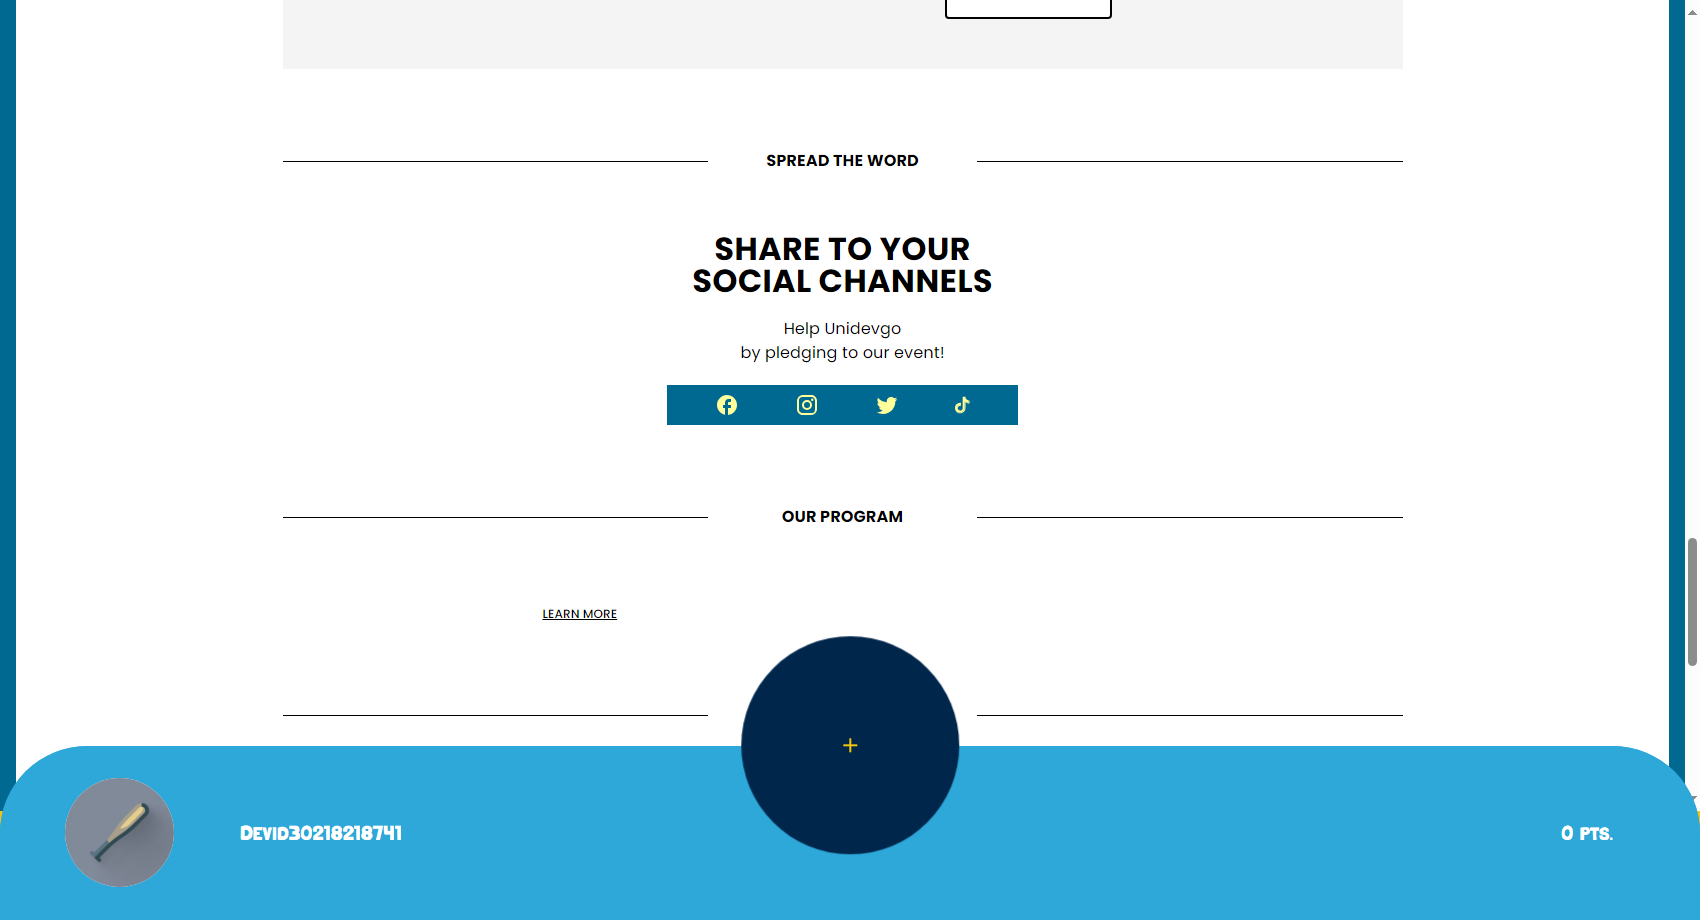 SPREAD THE WORD
SHARE TO YOUR
SOCIAL CHANNELS
Help Unidevgo
by pledging to our event!
OUR PROGRAM
LEARN MORE
+
Devid30218218741
0 PTS.